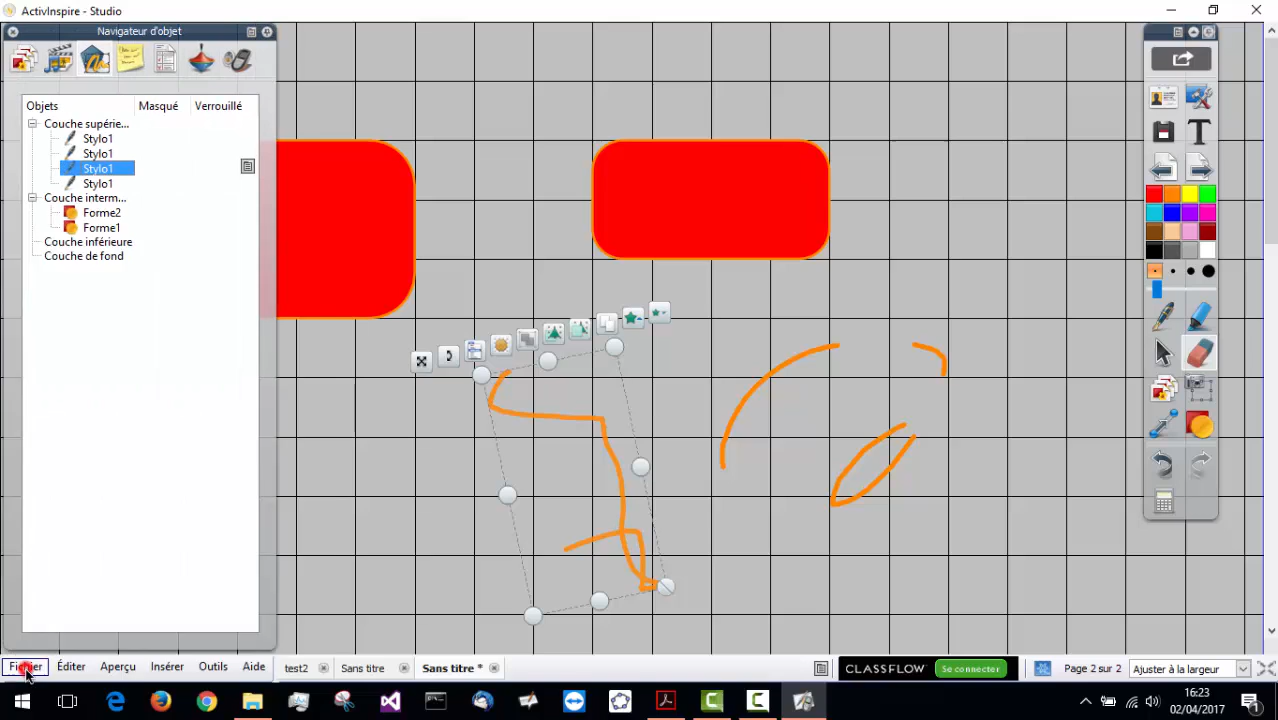 ActivInspire - Studio
Navigateur d'objet
Objets Masqué Verrouillé
Couche supérie...
Stylo1
Stylo1
Stylo1
Stylo1
Couche interm...
Forme2
Forme1
Couche inférieure
Couche de fond
Fichier Éditer Aperçu Insérer Outils Aide test2 Sans titre Sans titre * CLASSFLOW Se connecter Page 2 sur 2 Ajuster à la largeur
16:23
02/04/2017